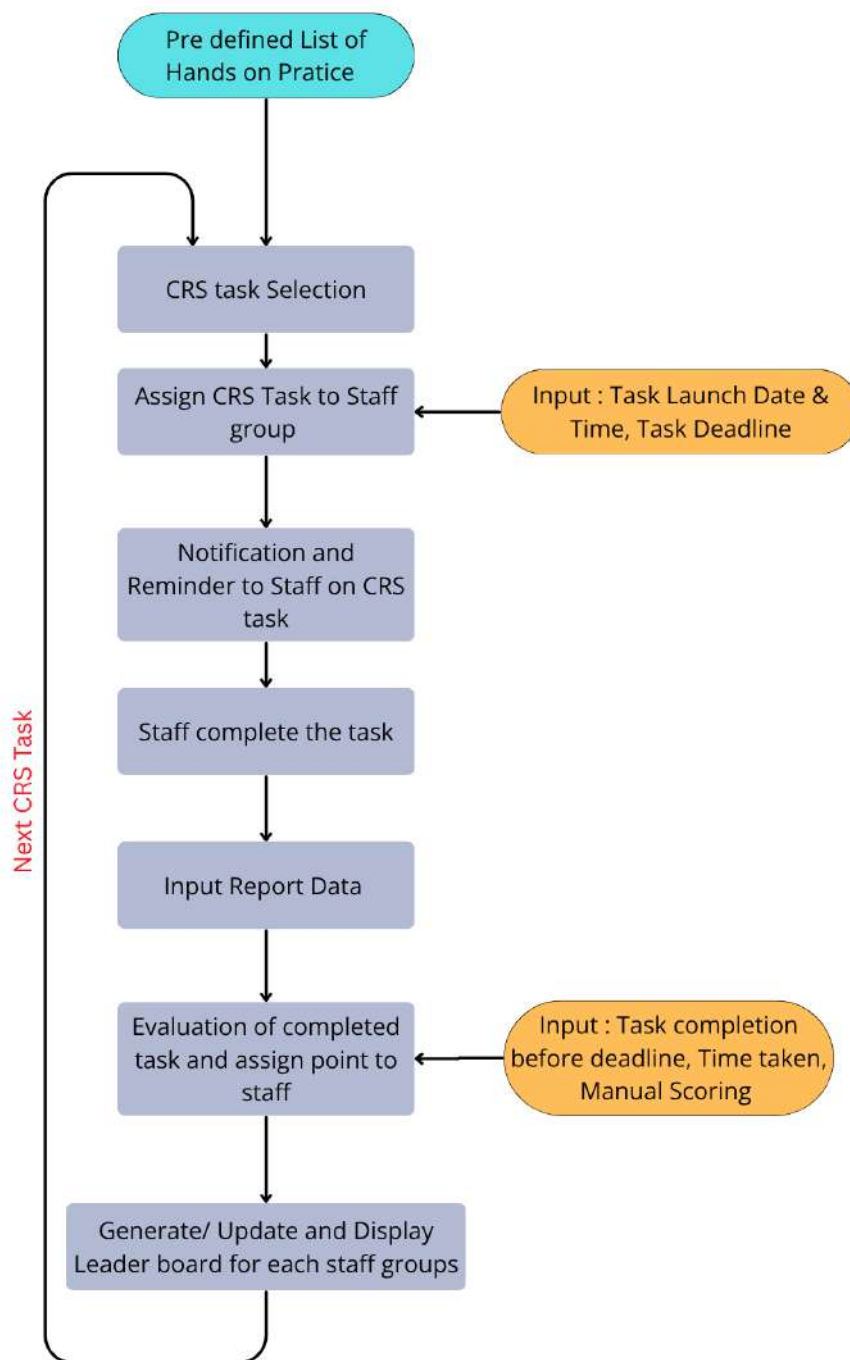 Pre defined List of
Hands on Pratice
CRS task Selection
Assign CRS Task to Staff
group
Input : Task Launch Date &
Time, Task Deadline
Notification and
Reminder to Staff on CRS
task
Staff complete the task
Next CRS Task
Input Report Data
Evaluation of completed
task and assign point to
staff
Input : Task completion
before deadline, Time taken,
Manual Scoring
Generate/ Update and Display
Leader board for each staff groups